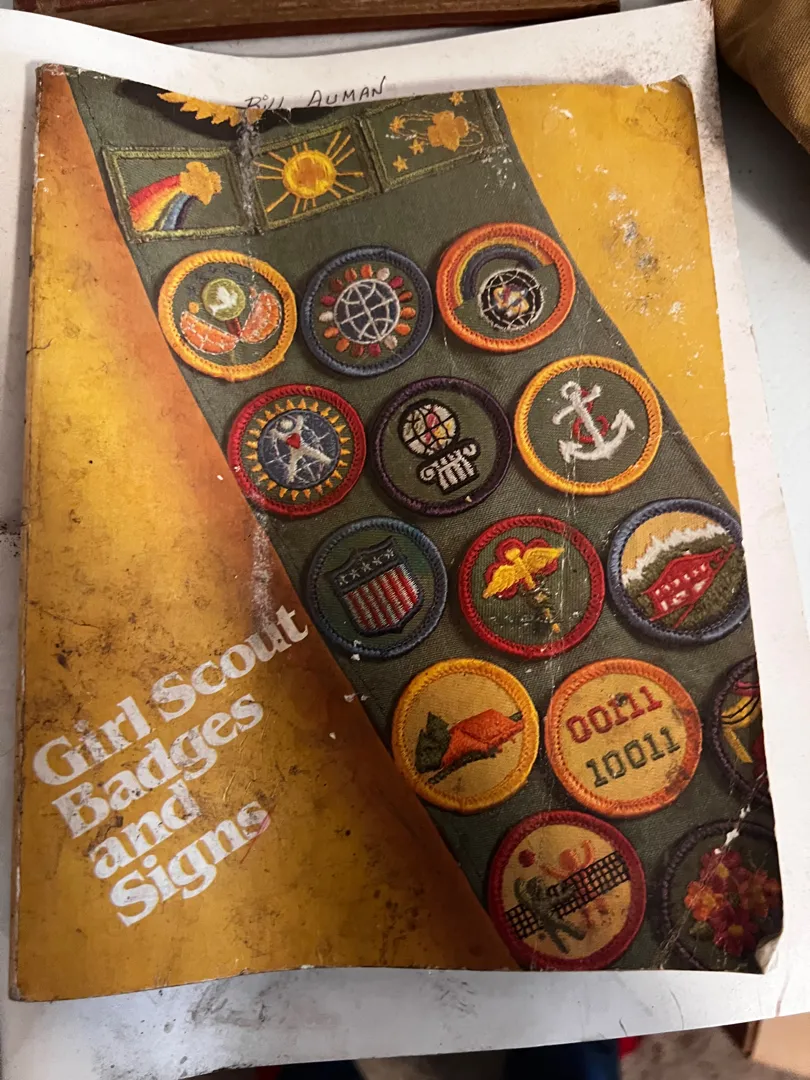 Bill AUMAN
Girl Scout
Badges
and
Signs
00111
10011